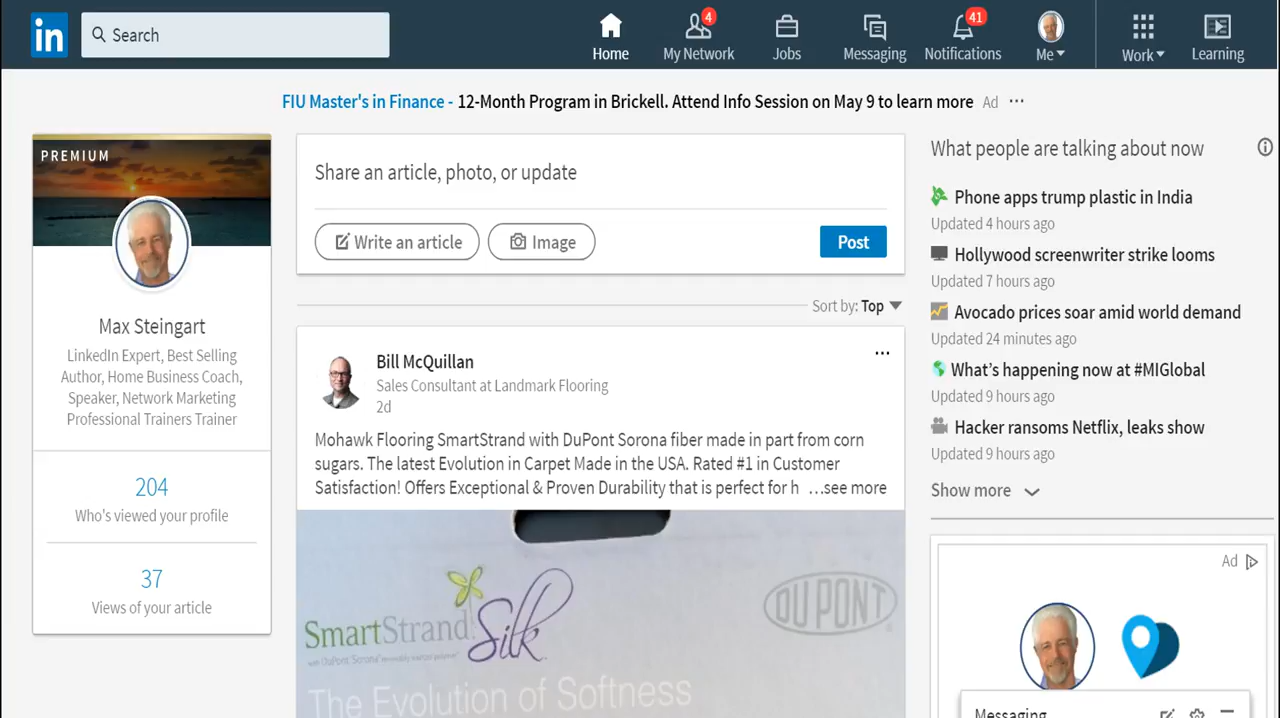 in
Search
Home
4
My Network
Jobs
Messaging
41
Notifications
Me
Work
Learning
FIU Master's in Finance - 12-Month Program in Brickell. Attend Info Session on May 9 to learn more Ad ...
PREMIUM
Max Steingart
LinkedIn Expert, Best Selling
Author, Home Business Coach,
Speaker, Network Marketing
Professional Trainers Trainer
204
Who's viewed your profile
37
Views of your article
Share an article, photo, or update
Write an article
Image
Post
Sort by: Top
Bill McQuillan
Sales Consultant at Landmark Flooring
2d
...
Mohawk Flooring SmartStrand with DuPont Sorona fiber made in part from corn
sugars. The latest Evolution in Carpet Made in the USA. Rated #1 in Customer
Satisfaction! Offers Exceptional & Proven Durability that is perfect for h ...see more
SmartStrand Silk
DUPONT
The Evolution of Softness
What people are talking about now
Phone apps trump plastic in India
Updated 4 hours ago
Hollywood screenwriter strike looms
Updated 7 hours ago
Avocado prices soar amid world demand
Updated 24 minutes ago
What's happening now at #MIGlobal
Updated 9 hours ago
Hacker ransoms Netflix, leaks show
Updated 9 hours ago
Show more
Ad
Messaging